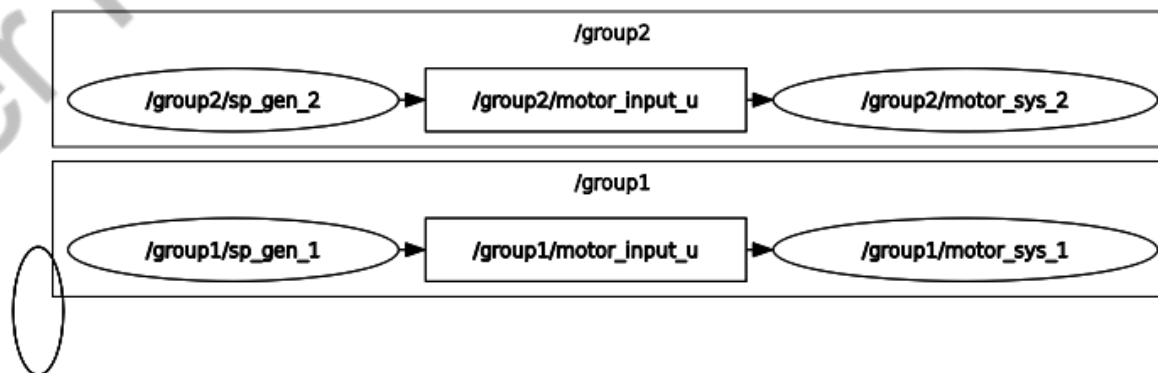 /group2
/group2/sp_gen_2 /group2/motor_input_u /group2/motor_sys_2
/group1
/group1/sp_gen_1 /group1/motor_input_u /group1/motor_sys_1